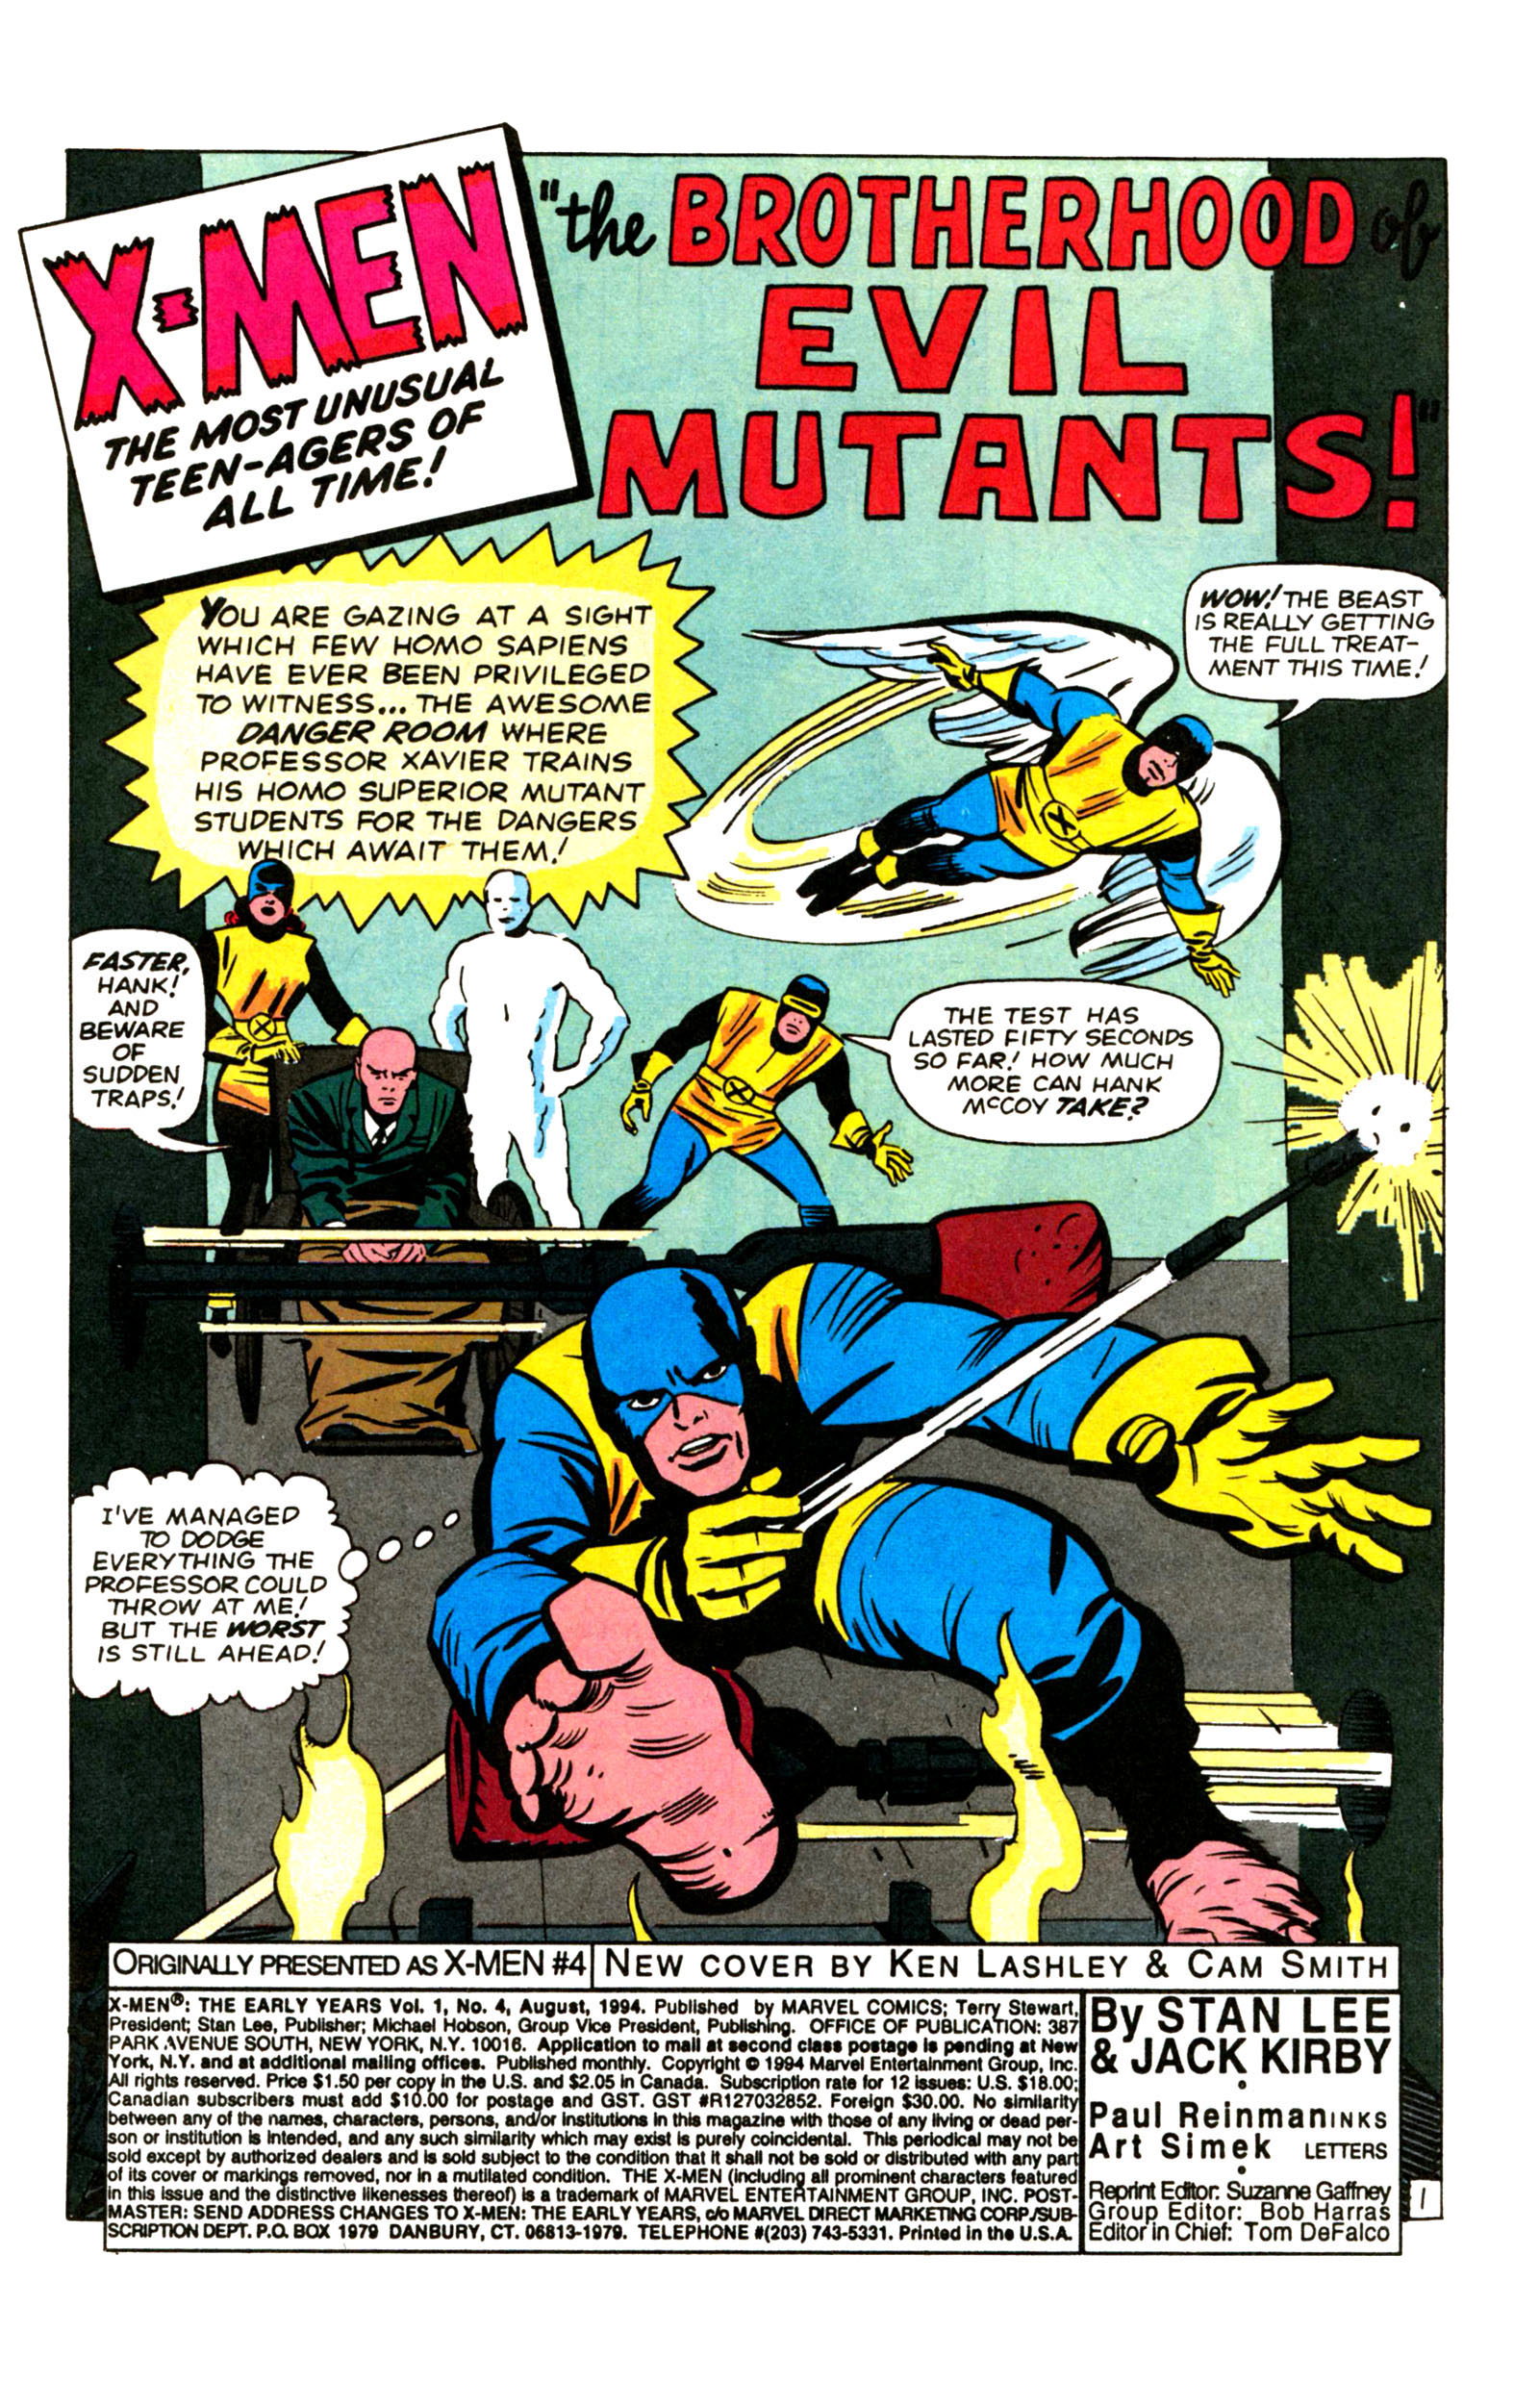 X-MEN
THE MOST UNUSUAL
TEEN-AGERS OF
ALL TIME!
"the BROTHERHOOD of
EVIL
MUTANTS!"
YOU ARE GAZING AT A SIGHT
WHICH FEW HOMO SAPIENS
HAVE EVER BEEN PRIVILEGED
TO WITNESS... THE AWESOME
DANGER ROOM WHERE
PROFESSOR XAVIER TRAINS
HIS HOMO SUPERIOR MUTANT
STUDENTS FOR THE DANGERS
WHICH AWAIT THEM!
WOW! THE BEAST
IS REALLY GETTING
THE FULL TREAT-
MENT THIS TIME!
FASTER,
HANK!
AND
BEWARE
OF
SUDDEN
TRAPS!
THE TEST HAS
LASTED FIFTY SECONDS
SO FAR! HOW MUCH
MORE CAN HANK
McCOY TAKE?
I'VE MANAGED
TO DODGE
EVERYTHING THE
PROFESSOR COULD
THROW AT ME!
BUT THE WORST
IS STILL AHEAD!
ORIGINALLY PRESENTED AS X-MEN #4
NEW COVER BY KEN LASHLEY & CAM SMITH
X-MEN®: THE EARLY YEARS Vol. 1, No. 4, August, 1994. Published by MARVEL COMICS; Terry Stewart,
President; Stan Lee, Publisher; Michael Hobson, Group Vice President, Publishing. OFFICE OF PUBLICATION: 387
PARK AVENUE SOUTH, NEW YORK, N.Y. 10016. Application to mail at second class postage is pending at New
York, N.Y. and at additional mailing offices. Published monthly. Copyright © 1994 Marvel Entertainment Group, Inc.
All rights reserved. Price $1.50 per copy in the U.S. and $2.05 in Canada. Subscription rate for 12 issues: U.S. $18.00;
Canadian subscribers must add $10.00 for postage and GST. GST #R127032852. Foreign $30.00. No similarity
between any of the names, characters, persons, and/or institutions in this magazine with those of any living or dead per-
son or institution is intended, and any such similarity which may exist is purely coincidental. This periodical may not be
sold except by authorized dealers and is sold subject to the condition that it shall not be sold or distributed with any part
of its cover or markings removed, nor in a mutilated condition. THE X-MEN (including all prominent characters featured
in this issue and the distinctive likenesses thereof) is a trademark of MARVEL ENTERTAINMENT GROUP, INC. POST-
MASTER: SEND ADDRESS CHANGES TO X-MEN: THE EARLY YEARS, c/o MARVEL DIRECT MARKETING CORP./SUB-
SCRIPTION DEPT. P.O. BOX 1979 DANBURY, CT. 06813-1979. TELEPHONE #(203) 743-5331. Printed in the U.S.A.
By STAN LEE
& JACK KIRBY
Paul Reinman INKS
Art Simek LETTERS
Reprint Editor: Suzanne Gaffney
Group Editor: Bob Harras
Editor in Chief: Tom DeFalco
1